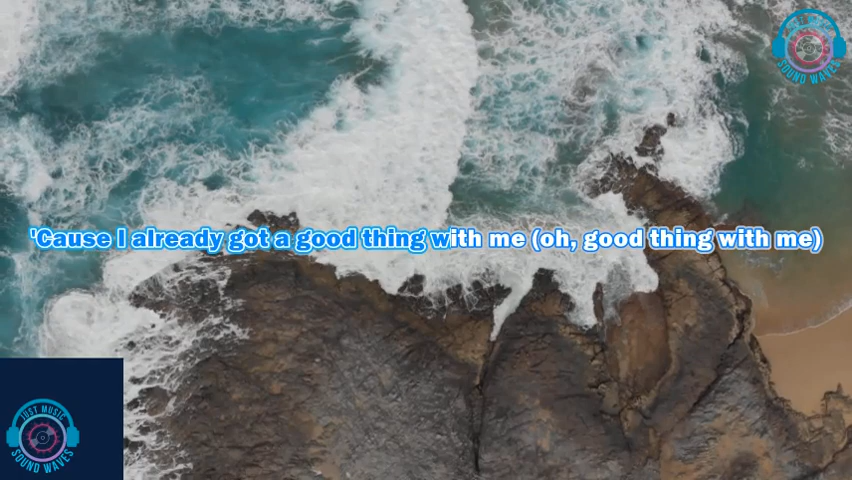 JUST MUSIC
SOUND WAVES
'Cause I already got a good thing with me (oh, good thing with me)
JUST MUSIC
SOUND WAVES